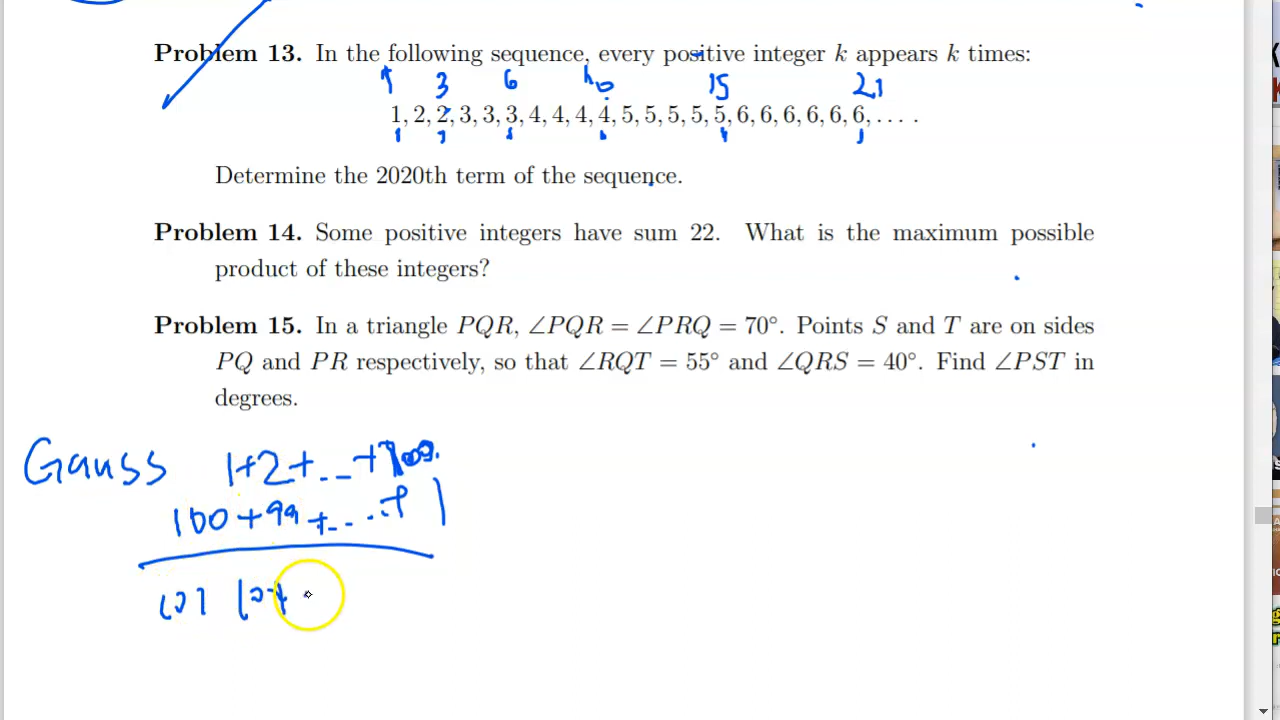 Problem 13. In the following sequence, every positive integer k appears k times:
1 3 6 10 15 21
1, 2, 2, 3, 3, 3, 4, 4, 4, 4, 5, 5, 5, 5, 5, 6, 6, 6, 6, 6, 6, . . . .
Determine the 2020th term of the sequence.
Problem 14. Some positive integers have sum 22. What is the maximum possible
product of these integers?
Problem 15. In a triangle PQR, ∠PQR = ∠PRQ = 70°. Points S and T are on sides
PQ and PR respectively, so that ∠RQT = 55° and ∠QRS = 40°. Find ∠PST in
degrees.
Gauss 1+2+...+100.
100+99+....+ 1
101 101